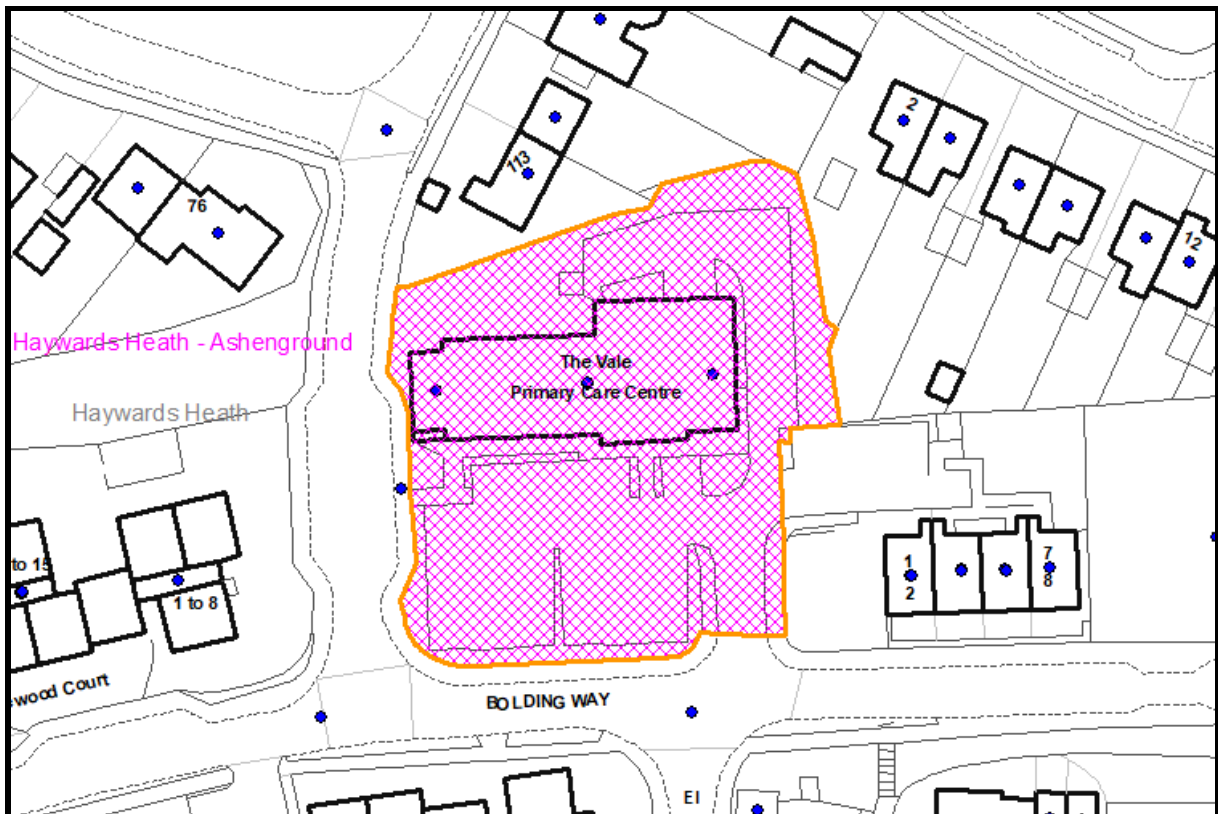 2
113
76
12
Haywards Heath - Ashenground
The Vale
Primary Care Centre
Haywards Heath
to 15
1
2
7
8
1 to 8
wood Court
BOLDING WAY
El